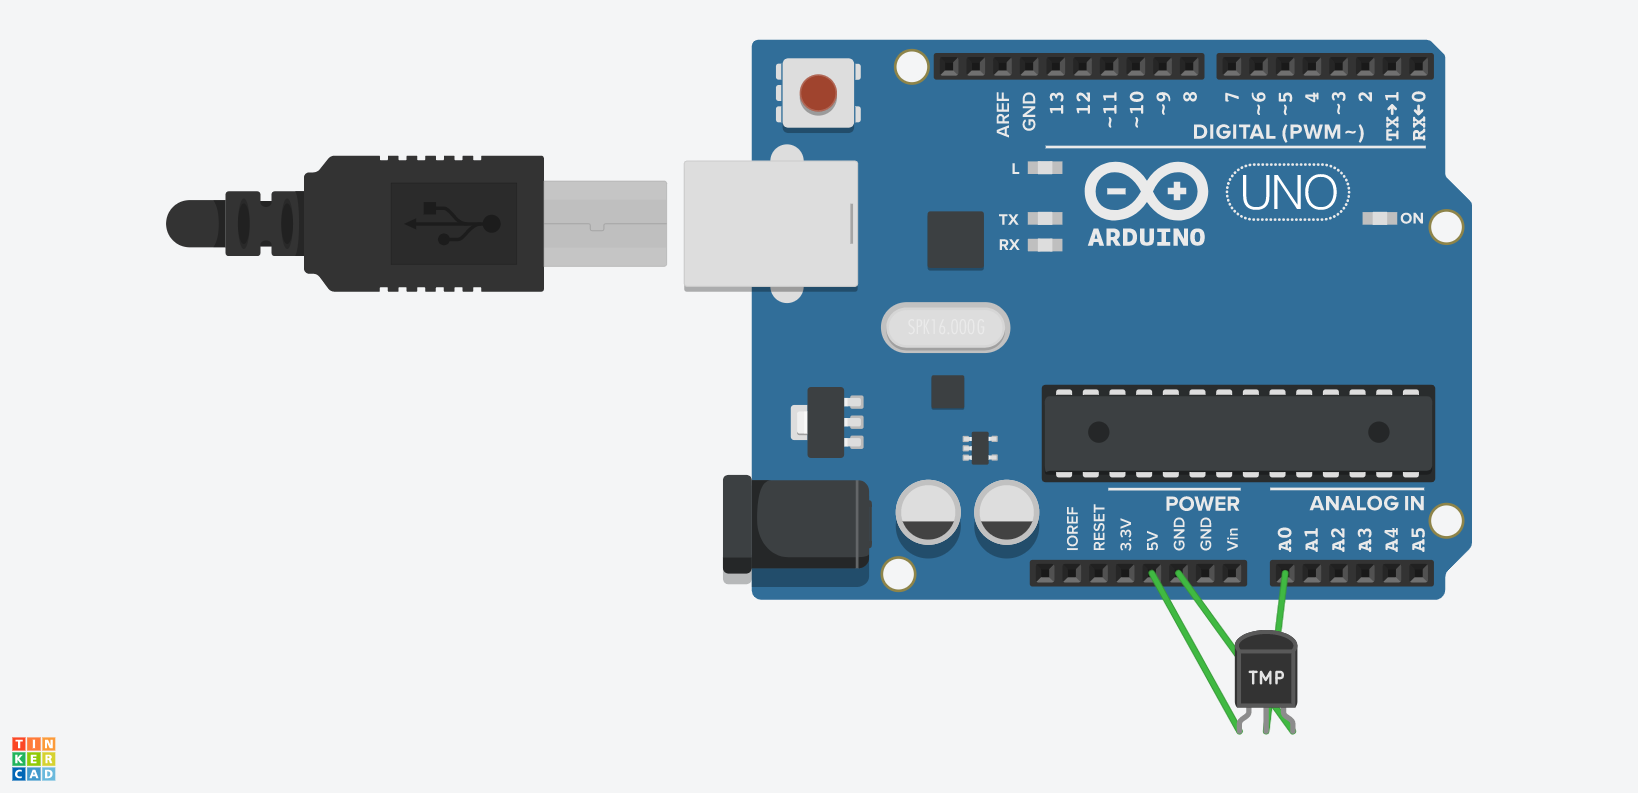 AREF
GND
13
12
~11
~10
~9
8
7
~6
~5
4
~3
2
TX→1
RX←0
DIGITAL (PWM~)
L
TX
RX
ARDUINO
UNO
ON
SPK16.000G
POWER
ANALOG IN
IOREF
RESET
3.3V
5V
GND
GND
Vin
A0
A1
A2
A3
A4
A5
TMP
TIN
KER
CAD